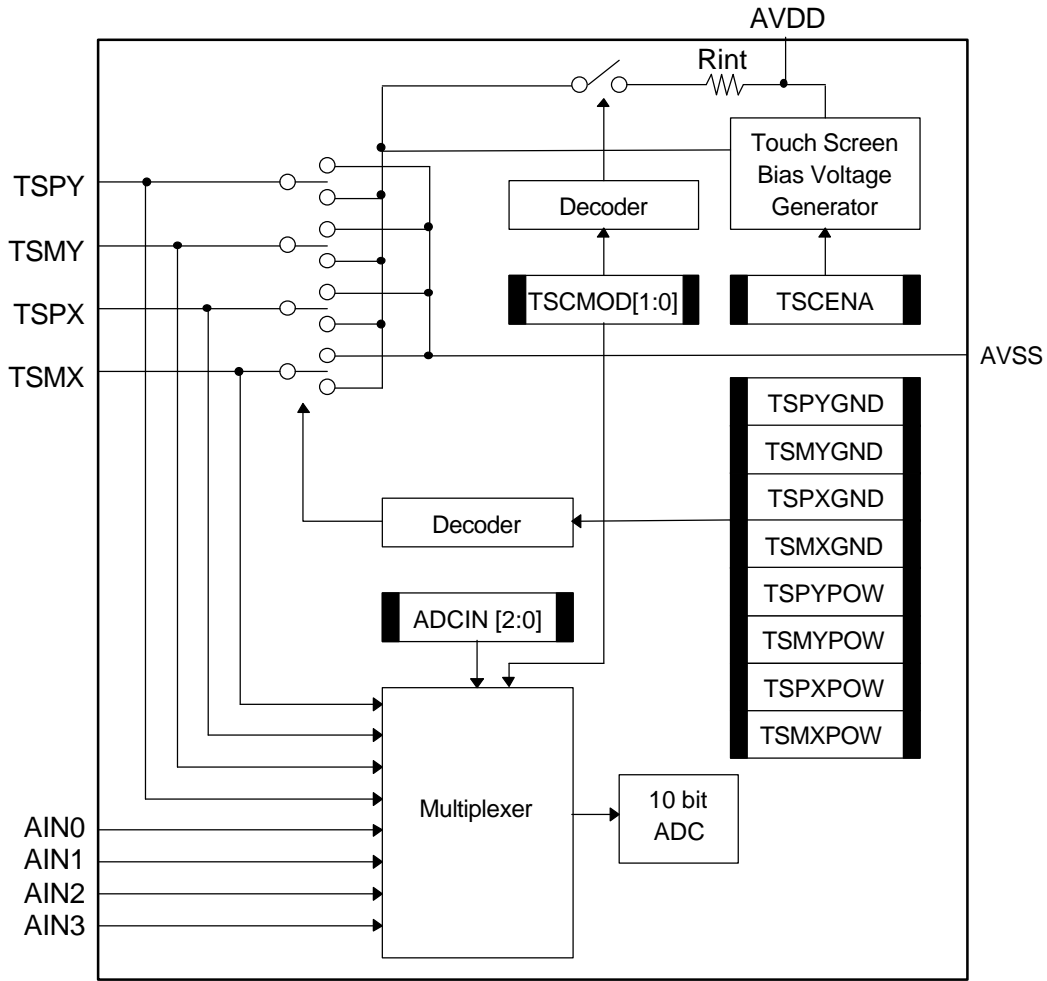 AVDD
Rint
Touch Screen
Bias Voltage
Generator
TSPY
Decoder
TSMY
TSCMOD[1:0]
TSCENA
TSPX
AVSS
TSMX
TSPYGND
TSMYGND
TSPXGND
Decoder
TSMXGND
TSPYPOW
ADCIN [2:0]
TSMYPOW
TSPXPOW
TSMXPOW
Multiplexer
10 bit
ADC
AIN0
AIN1
AIN2
AIN3